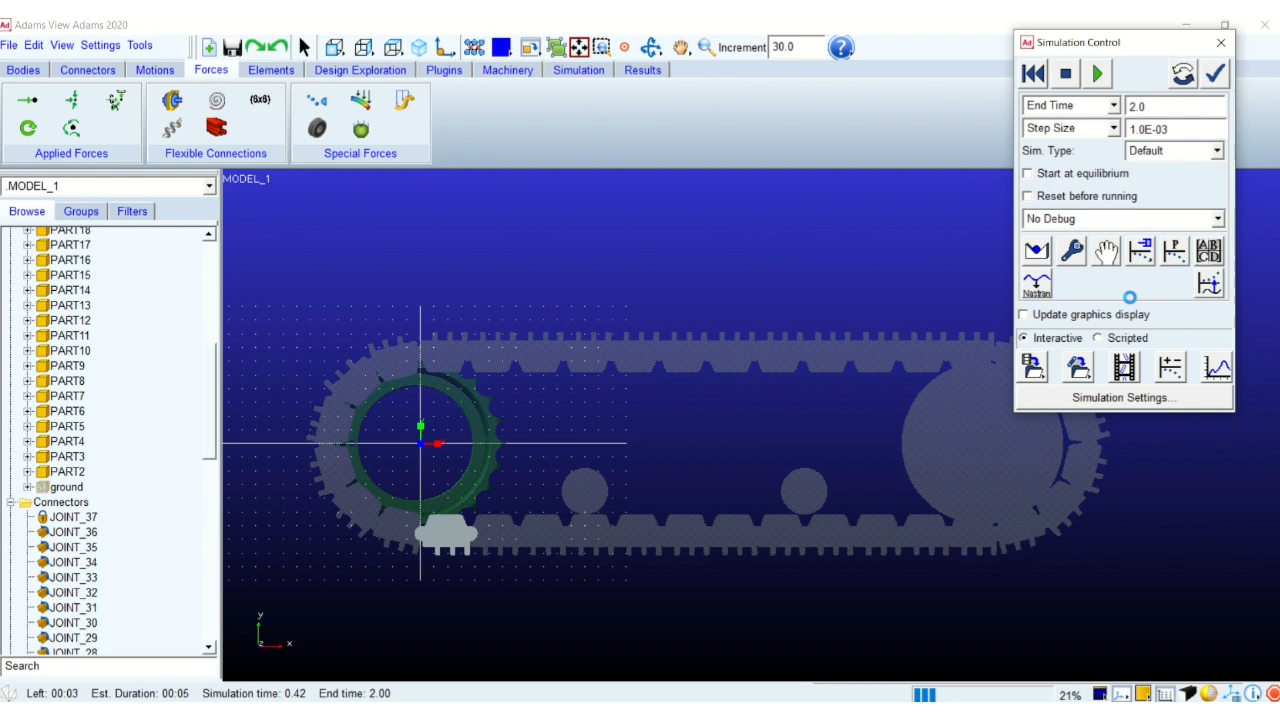 Ad Adams View Adams 2020
File Edit View Settings Tools
Increment 30.0
Bodies Connectors Motions Forces Elements Design Exploration Plugins Machinery Simulation Results
{6x6}
Applied Forces Flexible Connections Special Forces
.MODEL_1
Browse Groups Filters
PART18
PART17
PART16
PART15
PART14
PART13
PART12
PART11
PART10
PART9
PART8
PART7
PART6
PART5
PART4
PART3
PART2
ground
Connectors
JOINT_37
JOINT_36
JOINT_35
JOINT_34
JOINT_33
JOINT_32
JOINT_31
JOINT_30
JOINT_29
JOINT_28
Search
MODEL_1
y
z x
Ad Simulation Control
End Time 2.0
Step Size 1.0E-03
Sim. Type: Default
Start at equilibrium
Reset before running
No Debug
P
A B
C D
Nastran
Update graphics display
Interactive Scripted
Simulation Settings...
Left: 00:03 Est. Duration: 00:05 Simulation time: 0.42 End time: 2.00
21%